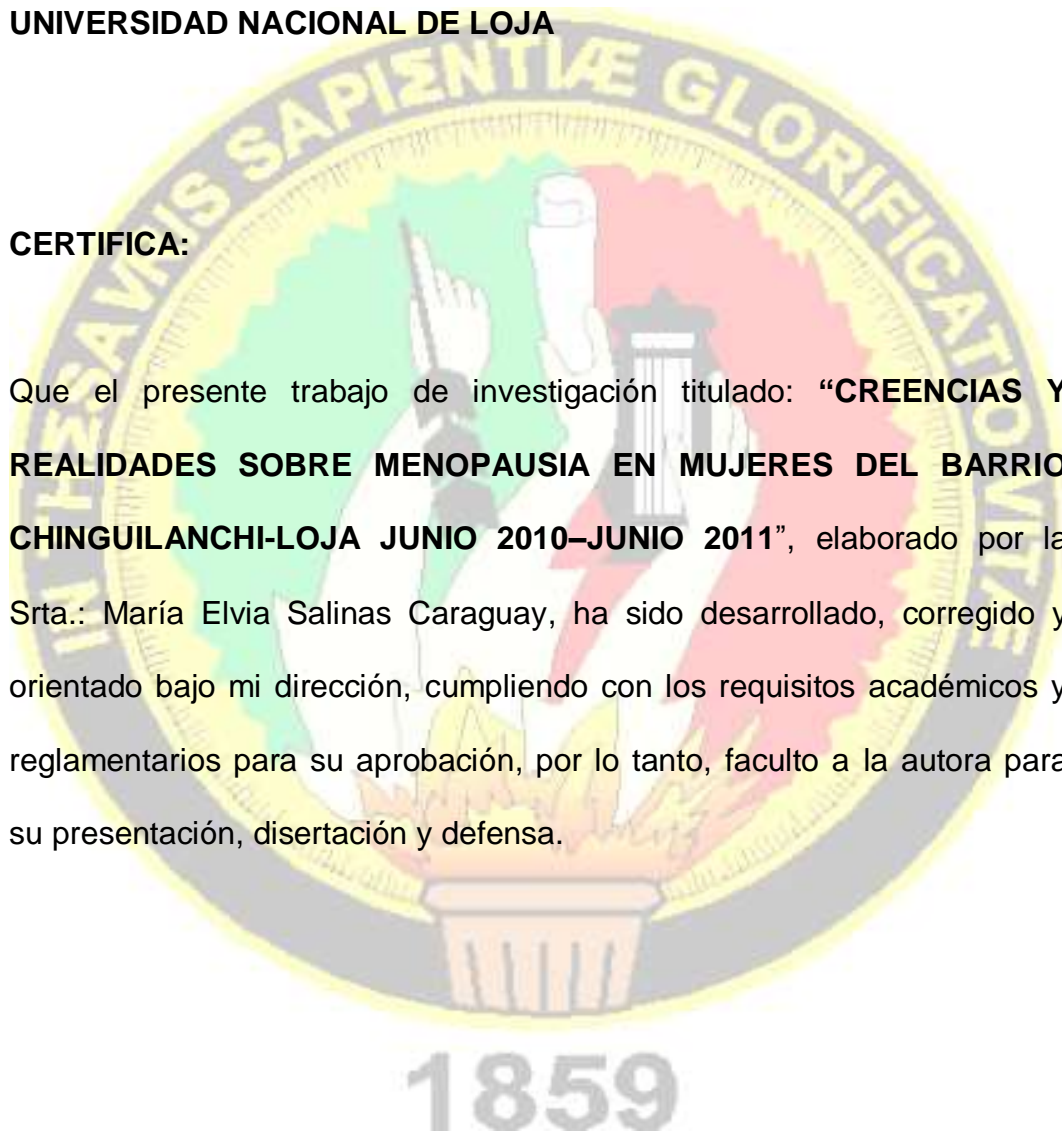 UNIVERSIDAD NACIONAL DE LOJA
IN THESAVRIS SAPIENTIÆ GLORIFICATIO VITÆ
CERTIFICA:
Que el presente trabajo de investigación titulado: “CREENCIAS Y
REALIDADES SOBRE MENOPAUSIA EN MUJERES DEL BARRIO
CHINGUILANCHI-LOJA JUNIO 2010–JUNIO 2011”, elaborado por la
Srta.: María Elvia Salinas Caraguay, ha sido desarrollado, corregido y
orientado bajo mi dirección, cumpliendo con los requisitos académicos y
reglamentarios para su aprobación, por lo tanto, faculto a la autora para
su presentación, disertación y defensa.
1859